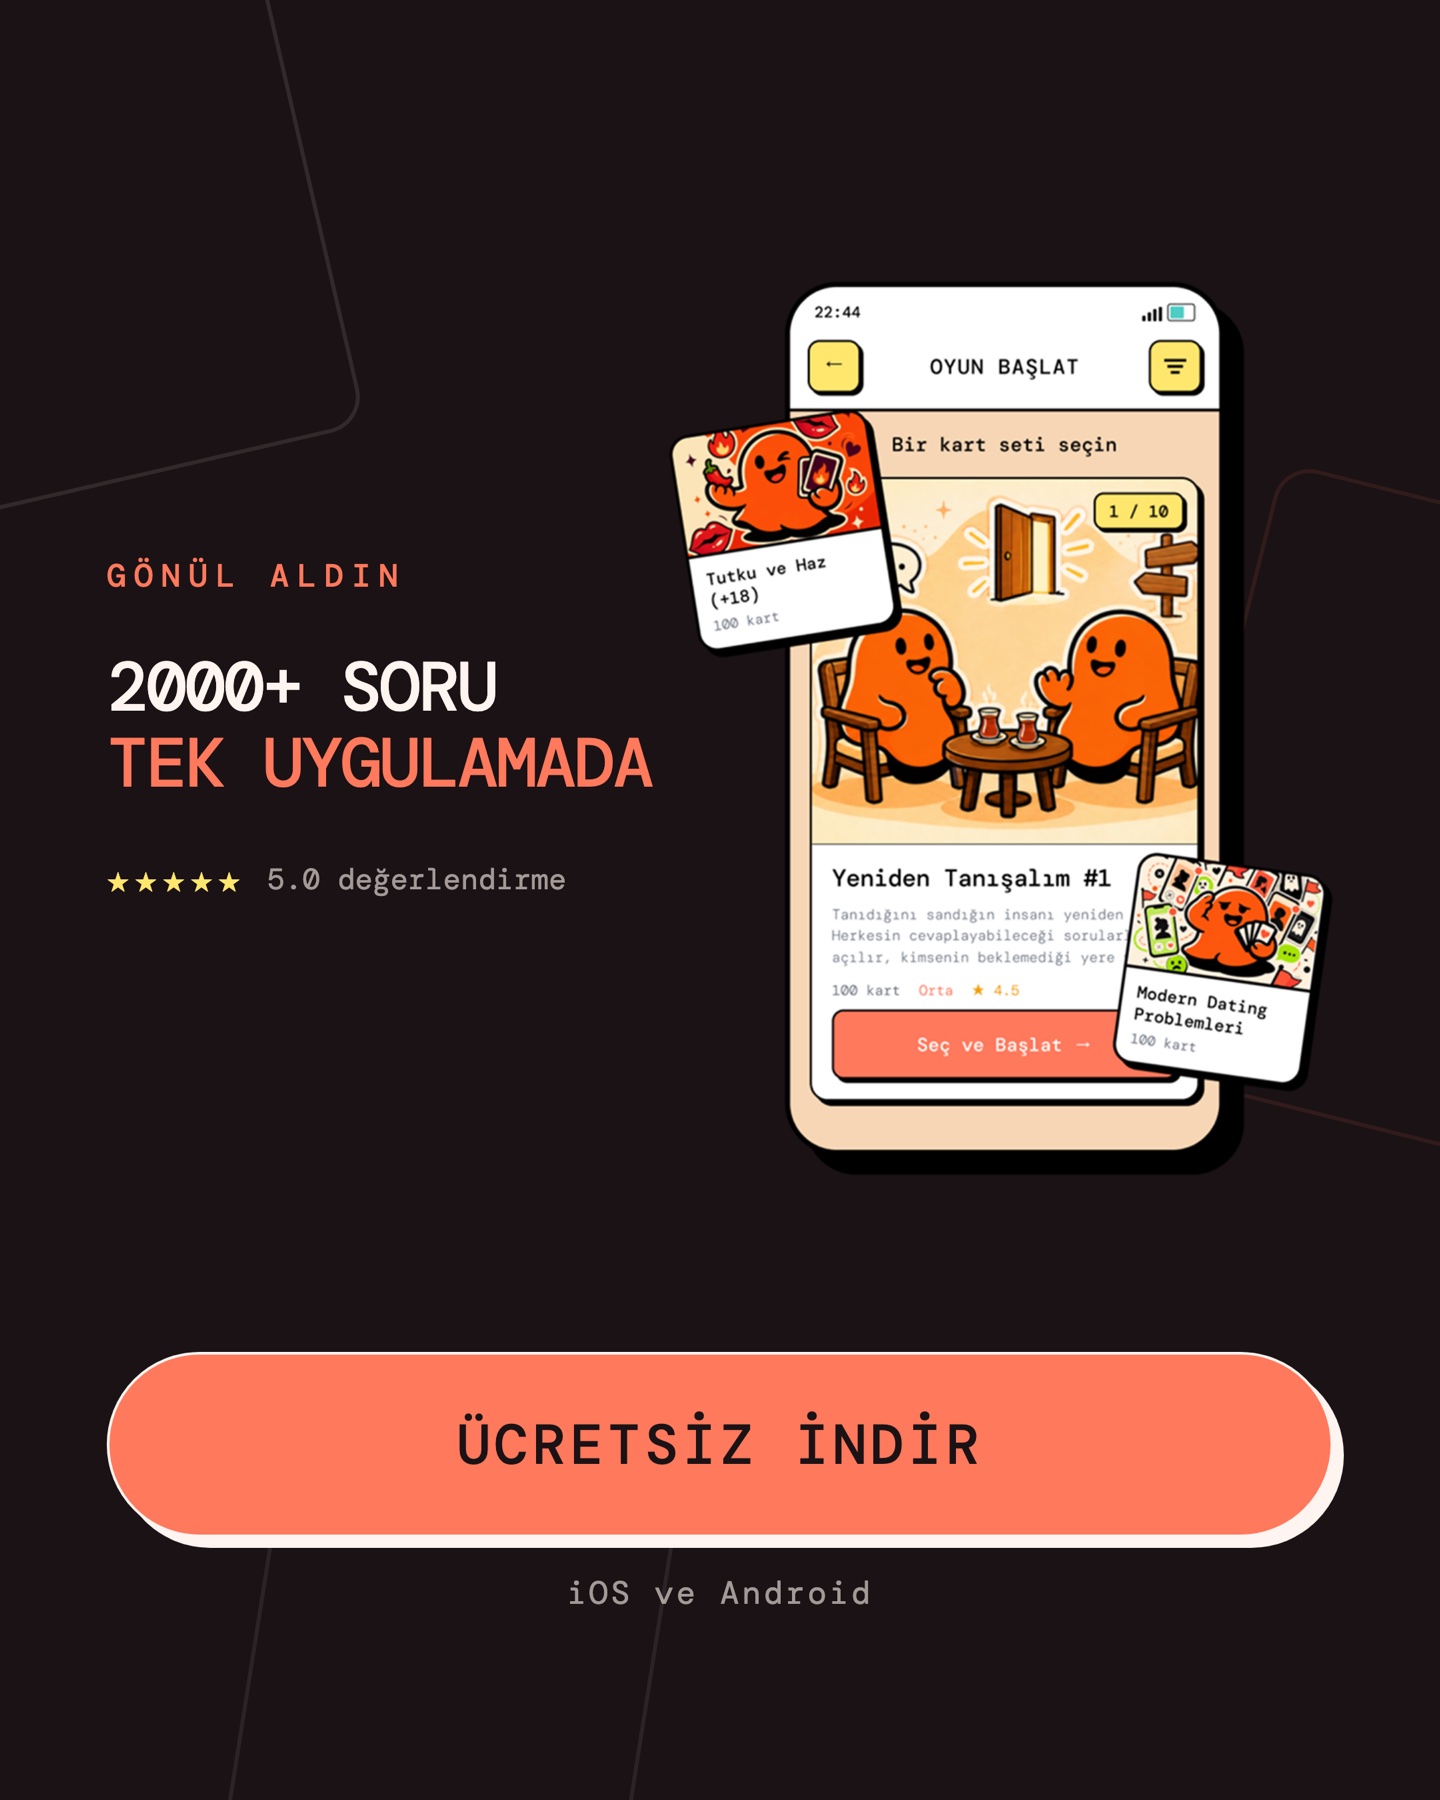 GÖNÜL ALDIN
2000+ SORU
TEK UYGULAMADA
★★★★★ 5.0 değerlendirme
22:44
←
OYUN BAŞLAT
Bir kart seti seçin
1 / 10
Tutku ve Haz
(+18)
100 kart
Yeniden Tanışalım #1
Tanıdığını sandığın insanı yeniden
Herkesin cevaplayabileceği
açılır, kimsenin beklemediği yere
100 kart Orta ★ 4.5
Seç ve Başlat →
Modern Dating
Problemleri
100 kart
ÜCRETSİZ İNDİR
iOS ve Android